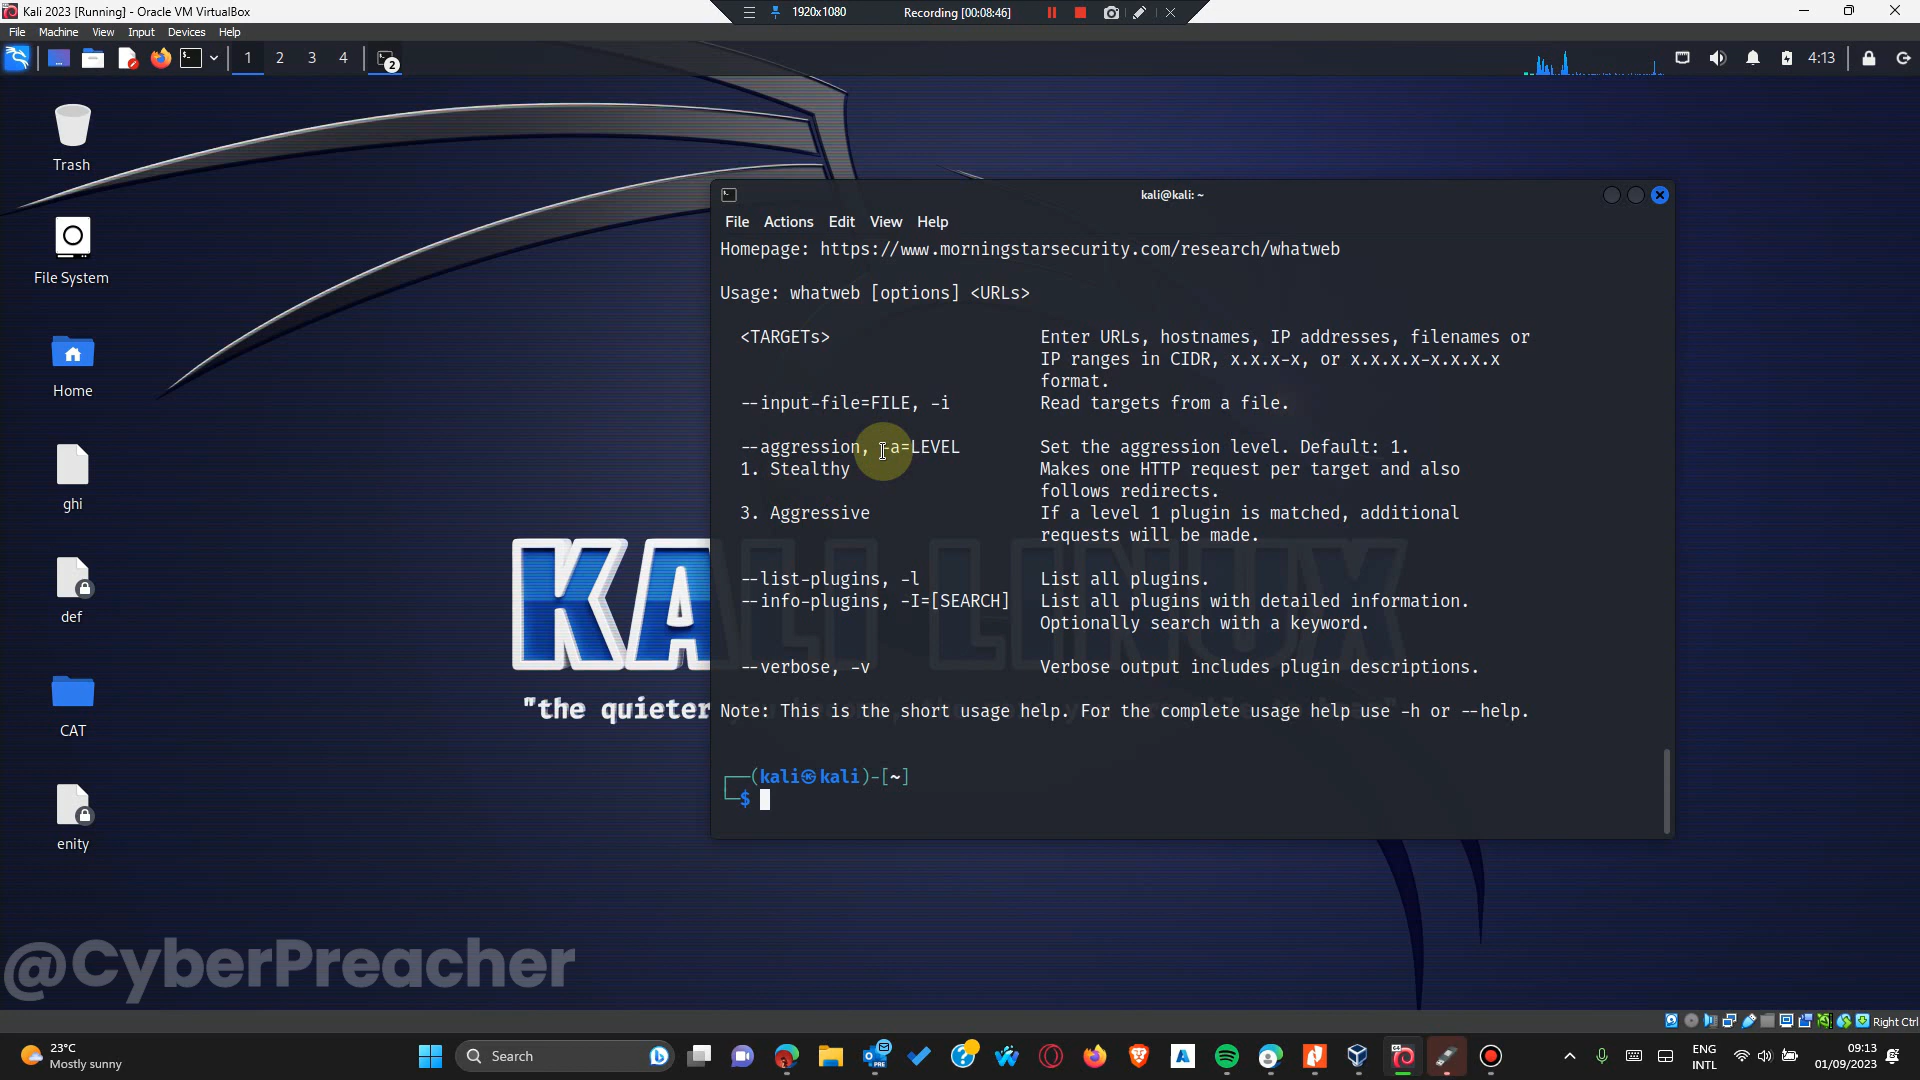 Kali 2023 [Running] - Oracle VM VirtualBox
1920x1080
Recording [00:08:46]
File Machine View Input Devices Help
1 2 3 4
2
4:13
Trash
File System
Home
ghi
def
CAT
enity
KA
"the quieter
kali@kali: ~
File Actions Edit View Help
Homepage: https://www.morningstarsecurity.com/research/whatweb
Usage: whatweb [options] <URLs>
<TARGETs> Enter URLs, hostnames, IP addresses, filenames or
IP ranges in CIDR, x.x.x-x, or x.x.x.x-x.x.x.x
format.
--input-file=FILE, -i Read targets from a file.
--aggression, -a=LEVEL Set the aggression level. Default: 1.
1. Stealthy Makes one HTTP request per target and also
follows redirects.
3. Aggressive If a level 1 plugin is matched, additional
requests will be made.
--list-plugins, -l List all plugins.
--info-plugins, -I=[SEARCH] List all plugins with detailed information.
Optionally search with a keyword.
--verbose, -v Verbose output includes plugin descriptions.
Note: This is the short usage help. For the complete usage help use -h or --help.
┌──(kali㉿kali)-[~]
└─$
@CyberPreacher
Right Ctrl
23°C
Mostly sunny
Search
PRE
ENG
INTL
09:13
01/09/2023